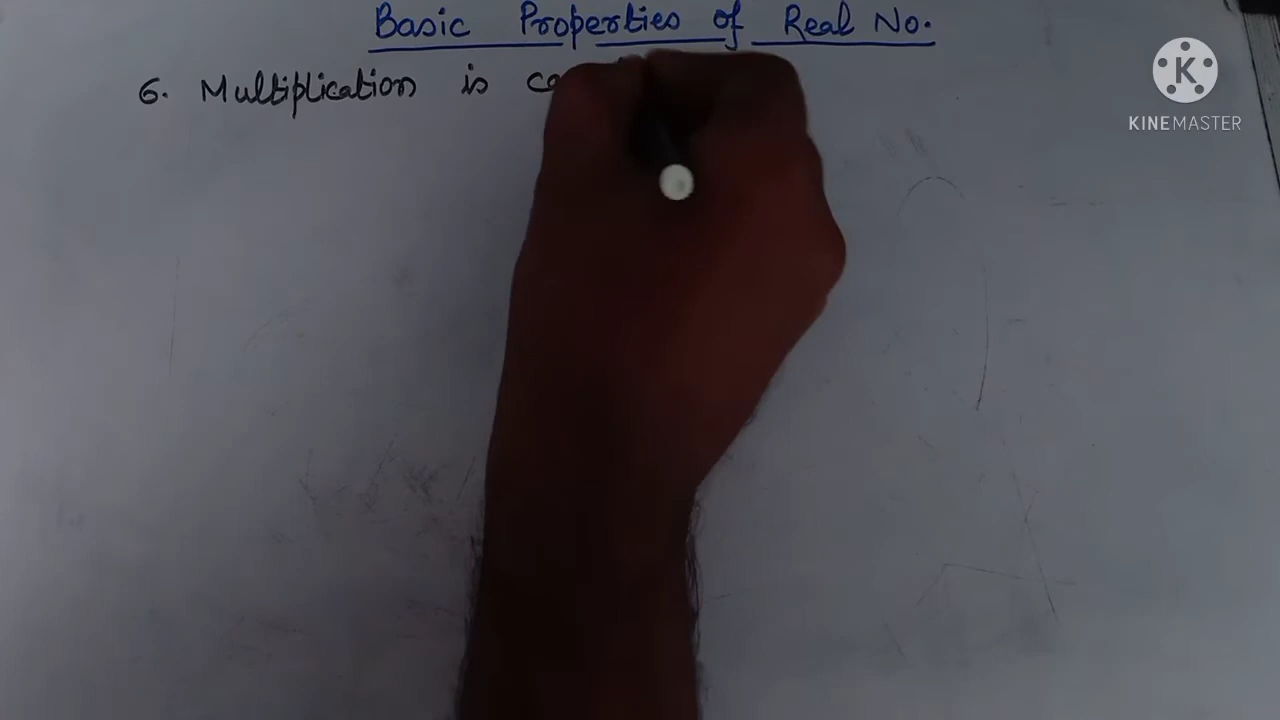 Basic Properties of Real No.
6. Multiplication is
K
KINEMASTER